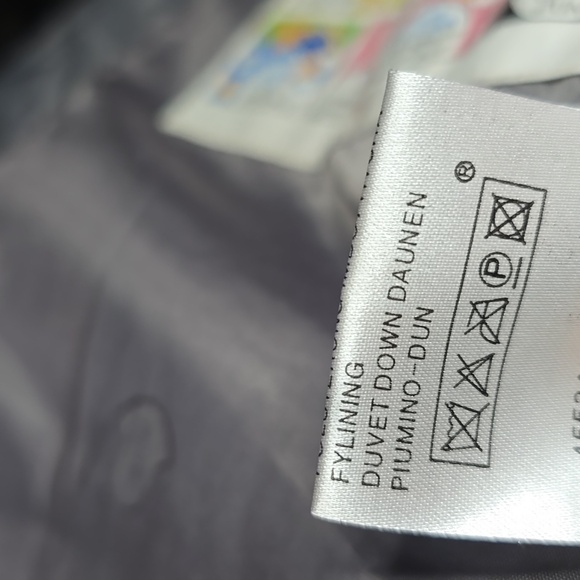 FYLINING
DUVET DOWN DAUNEN
PIUMINO-DUN
®
P